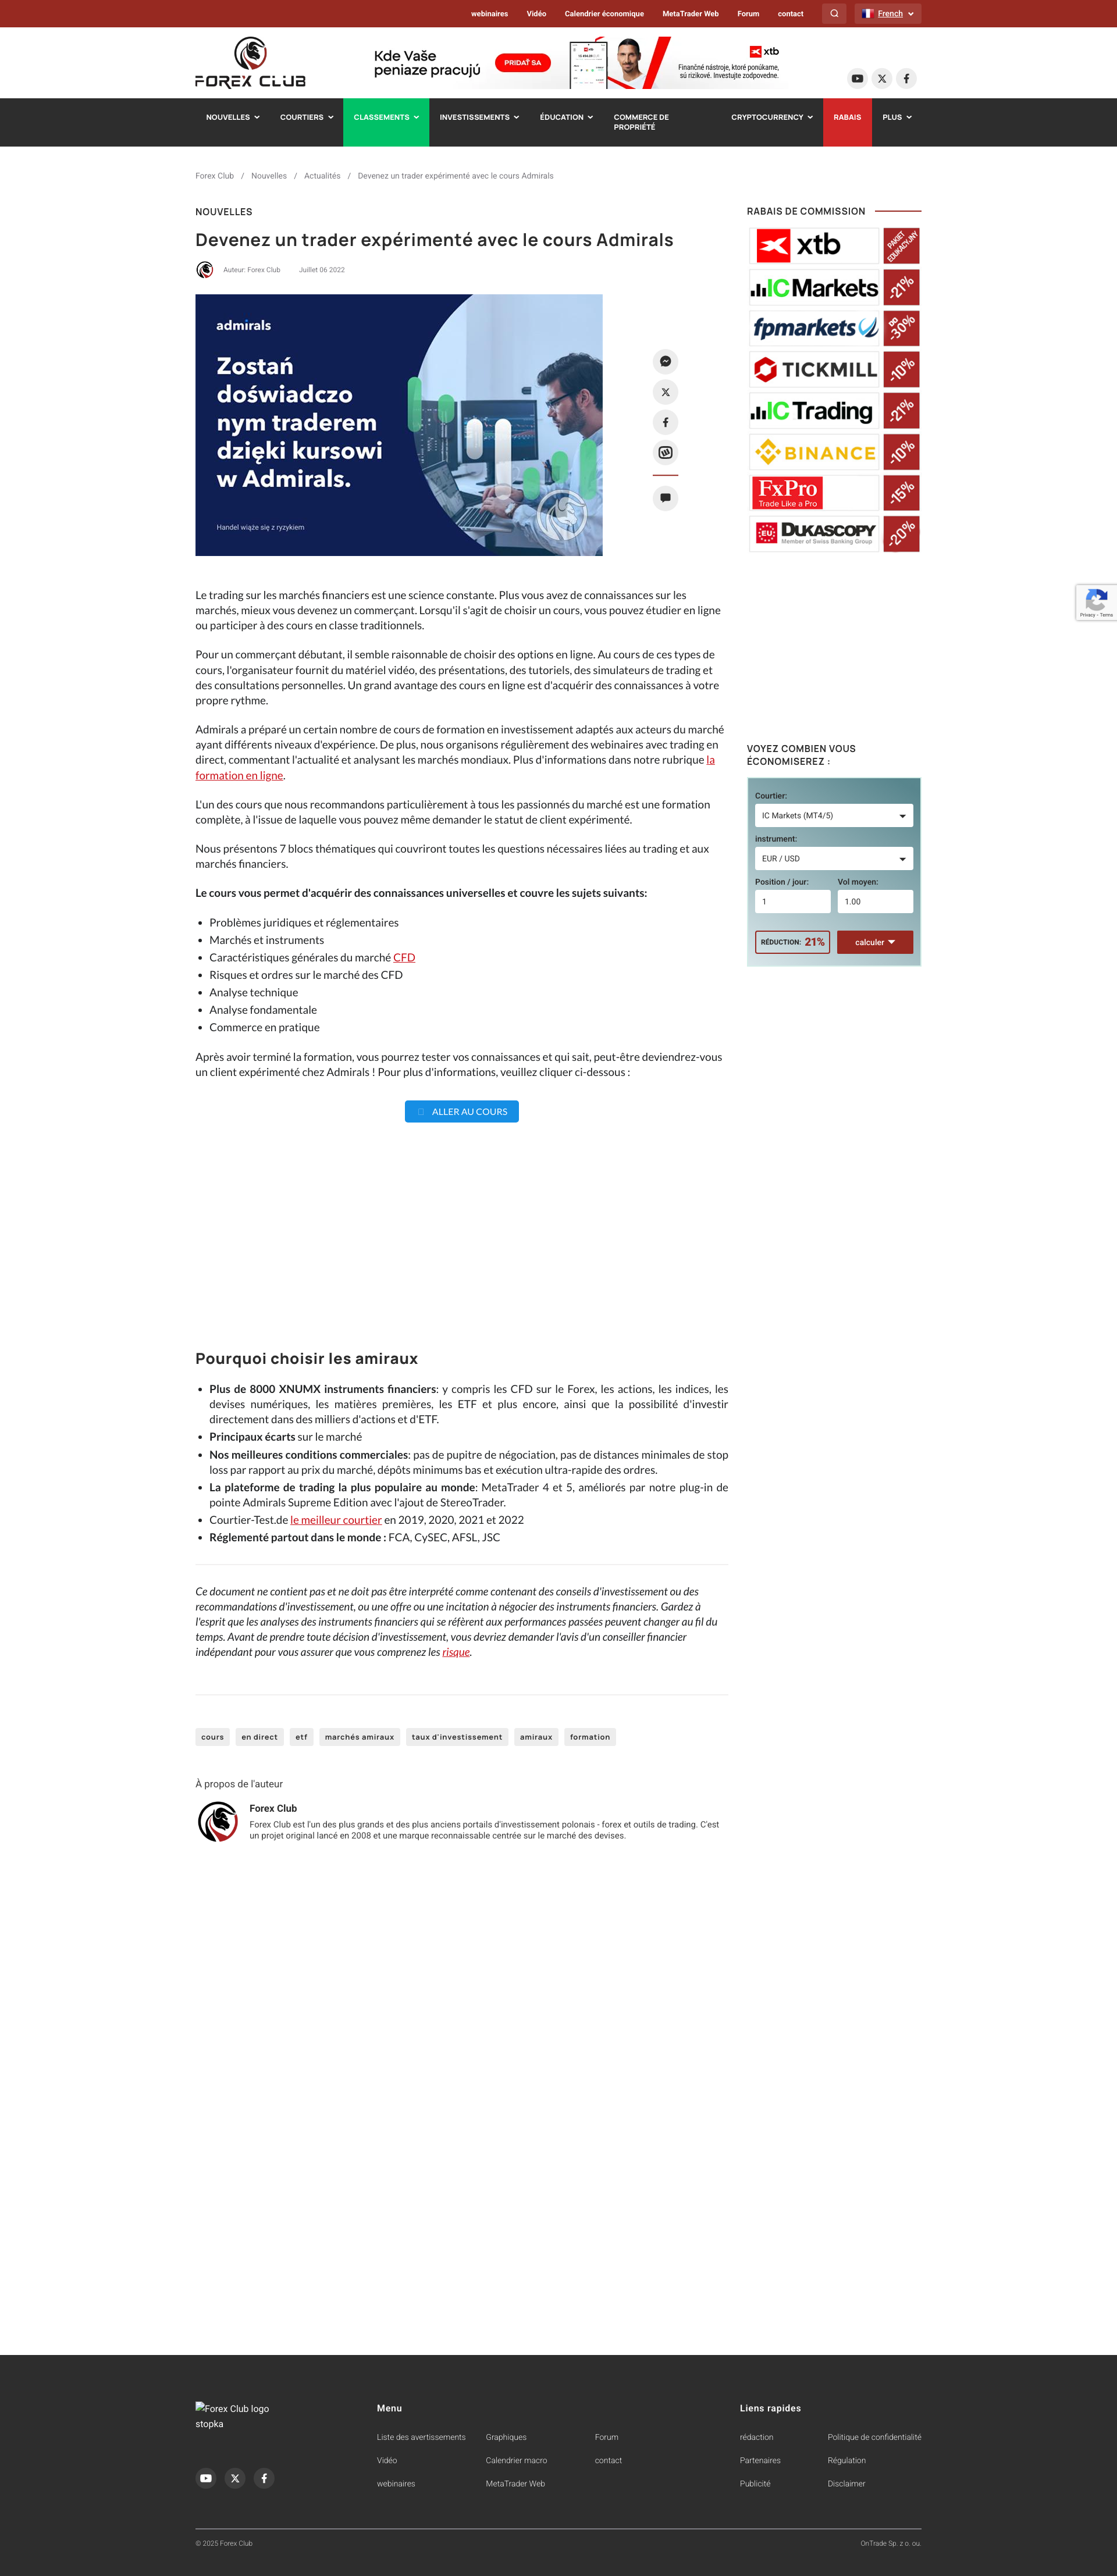 webinaires Vidéo Calendrier économique MetaTrader Web Forum contact French
FOREX CLUB
Kde Vaše
peniaze pracujú
PRIDAŤ SA
xtb
Finančné nástroje, ktoré ponúkame,
sú rizikové. Investujte zodpovedne.
NOUVELLES COURTIERS CLASSEMENTS INVESTISSEMENTS ÉDUCATION COMMERCE DE
PROPRIÉTÉ
CRYPTOCURRENCY RABAIS PLUS
Forex Club / Nouvelles / Actualités / Devenez un trader expérimenté avec le cours Admirals
NOUVELLES
Devenez un trader expérimenté avec le cours Admirals
Auteur: Forex Club Juillet 06 2022
admirals
Zostań
doświadczo
nym traderem
dzięki kursowi
w Admirals.
Handel wiąże się z ryzykiem
Le trading sur les marchés financiers est une science constante. Plus vous avez de connaissances sur les
marchés, mieux vous devenez un commerçant. Lorsqu'il s'agit de choisir un cours, vous pouvez étudier en ligne
ou participer à des cours en classe traditionnels.
Pour un commerçant débutant, il semble raisonnable de choisir des options en ligne. Au cours de ces types de
cours, l'organisateur fournit du matériel vidéo, des présentations, des tutoriels, des simulateurs de trading et
des consultations personnelles. Un grand avantage des cours en ligne est d'acquérir des connaissances à votre
propre rythme.
Admirals a préparé un certain nombre de cours de formation en investissement adaptés aux acteurs du marché
ayant différents niveaux d'expérience. De plus, nous organisons régulièrement des webinaires avec trading en
direct, commentant l'actualité et analysant les marchés mondiaux. Plus d'informations dans notre rubrique la
formation en ligne.
L'un des cours que nous recommandons particulièrement à tous les passionnés du marché est une formation
complète, à l'issue de laquelle vous pouvez même demander le statut de client expérimenté.
Nous présentons 7 blocs thématiques qui couvriront toutes les questions nécessaires liées au trading et aux
marchés financiers.
Le cours vous permet d'acquérir des connaissances universelles et couvre les sujets suivants:
Problèmes juridiques et réglementaires
Marchés et instruments
Caractéristiques générales du marché CFD
Risques et ordres sur le marché des CFD
Analyse technique
Analyse fondamentale
Commerce en pratique
Après avoir terminé la formation, vous pourrez tester vos connaissances et qui sait, peut-être deviendrez-vous
un client expérimenté chez Admirals ! Pour plus d'informations, veuillez cliquer ci-dessous :
ALLER AU COURS
Pourquoi choisir les amiraux
Plus de 8000 XNUMX instruments financiers: y compris les CFD sur le Forex, les actions, les indices, les
devises numériques, les matières premières, les ETF et plus encore, ainsi que la possibilité d'investir
directement dans des milliers d'actions et d'ETF.
Principaux écarts sur le marché
Nos meilleures conditions commerciales: pas de pupitre de négociation, pas de distances minimales de stop
loss par rapport au prix du marché, dépôts minimums bas et exécution ultra-rapide des ordres.
La plateforme de trading la plus populaire au monde: MetaTrader 4 et 5, améliorés par notre plug-in de
pointe Admirals Supreme Edition avec l'ajout de StereoTrader.
Courtier-Test.de le meilleur courtier en 2019, 2020, 2021 et 2022
Réglementé partout dans le monde : FCA, CySEC, AFSL, JSC
Ce document ne contient pas et ne doit pas être interprété comme contenant des conseils d'investissement ou des
recommandations d'investissement, ou une offre ou une incitation à négocier des instruments financiers. Gardez à
l'esprit que les analyses des instruments financiers qui se réfèrent aux performances passées peuvent changer au fil du
temps. Avant de prendre toute décision d'investissement, vous devriez demander l'avis d'un conseiller financier
indépendant pour vous assurer que vous comprenez les risque.
cours en direct etf marchés amiraux taux d'investissement amiraux formation
À propos de l'auteur
Forex Club
Forex Club est l'un des plus grands et des plus anciens portails d'investissement polonais - forex et outils de trading. C'est
un projet original lancé en 2008 et une marque reconnaissable centrée sur le marché des devises.
RABAIS DE COMMISSION
xtb PAKIET EDUKACYJNY
IC Markets -21%
fpmarkets DO -30%
TICKMILL -10%
IC Trading -21%
BINANCE -10%
FxPro Trade Like a Pro -15%
EU DUKASCOPY Member of Swiss Banking Group -20%
Privacy - Terms
VOYEZ COMBIEN VOUS
ÉCONOMISEREZ :
Courtier:
IC Markets (MT4/5)
instrument:
EUR / USD
Position / jour: Vol moyen:
1 1.00
RÉDUCTION: 21% calculer
Forex Club logo
stopka
Menu
Liste des avertissements Graphiques Forum
Vidéo Calendrier macro contact
webinaires MetaTrader Web
Liens rapides
rédaction Politique de confidentialité
Partenaires Régulation
Publicité Disclaimer
© 2025 Forex Club
OnTrade Sp. z o. ou.